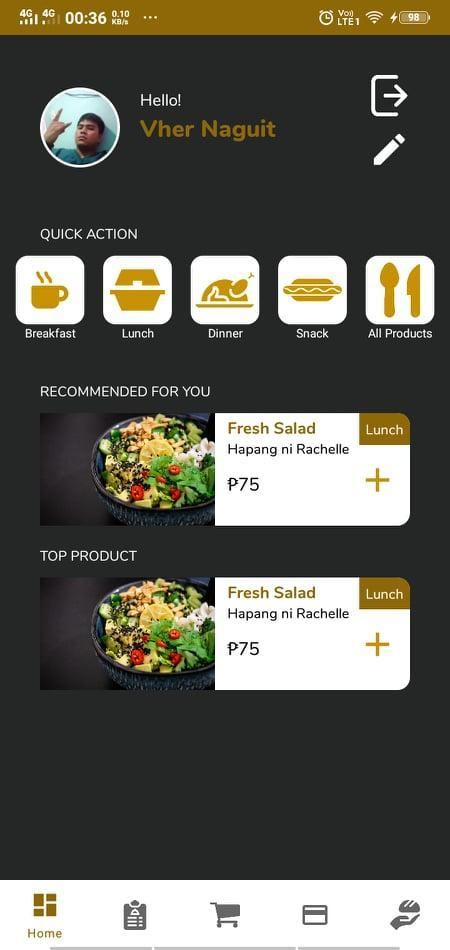 4G 4G 00:36 0.10 KB/s ... Vo) LTE1 98
Hello!
Vher Naguit
QUICK ACTION
Breakfast Lunch Dinner Snack All Products
RECOMMENDED FOR YOU
Fresh Salad Lunch
Hapang ni Rachelle
₱75 +
TOP PRODUCT
Fresh Salad Lunch
Hapang ni Rachelle
₱75 +
Home